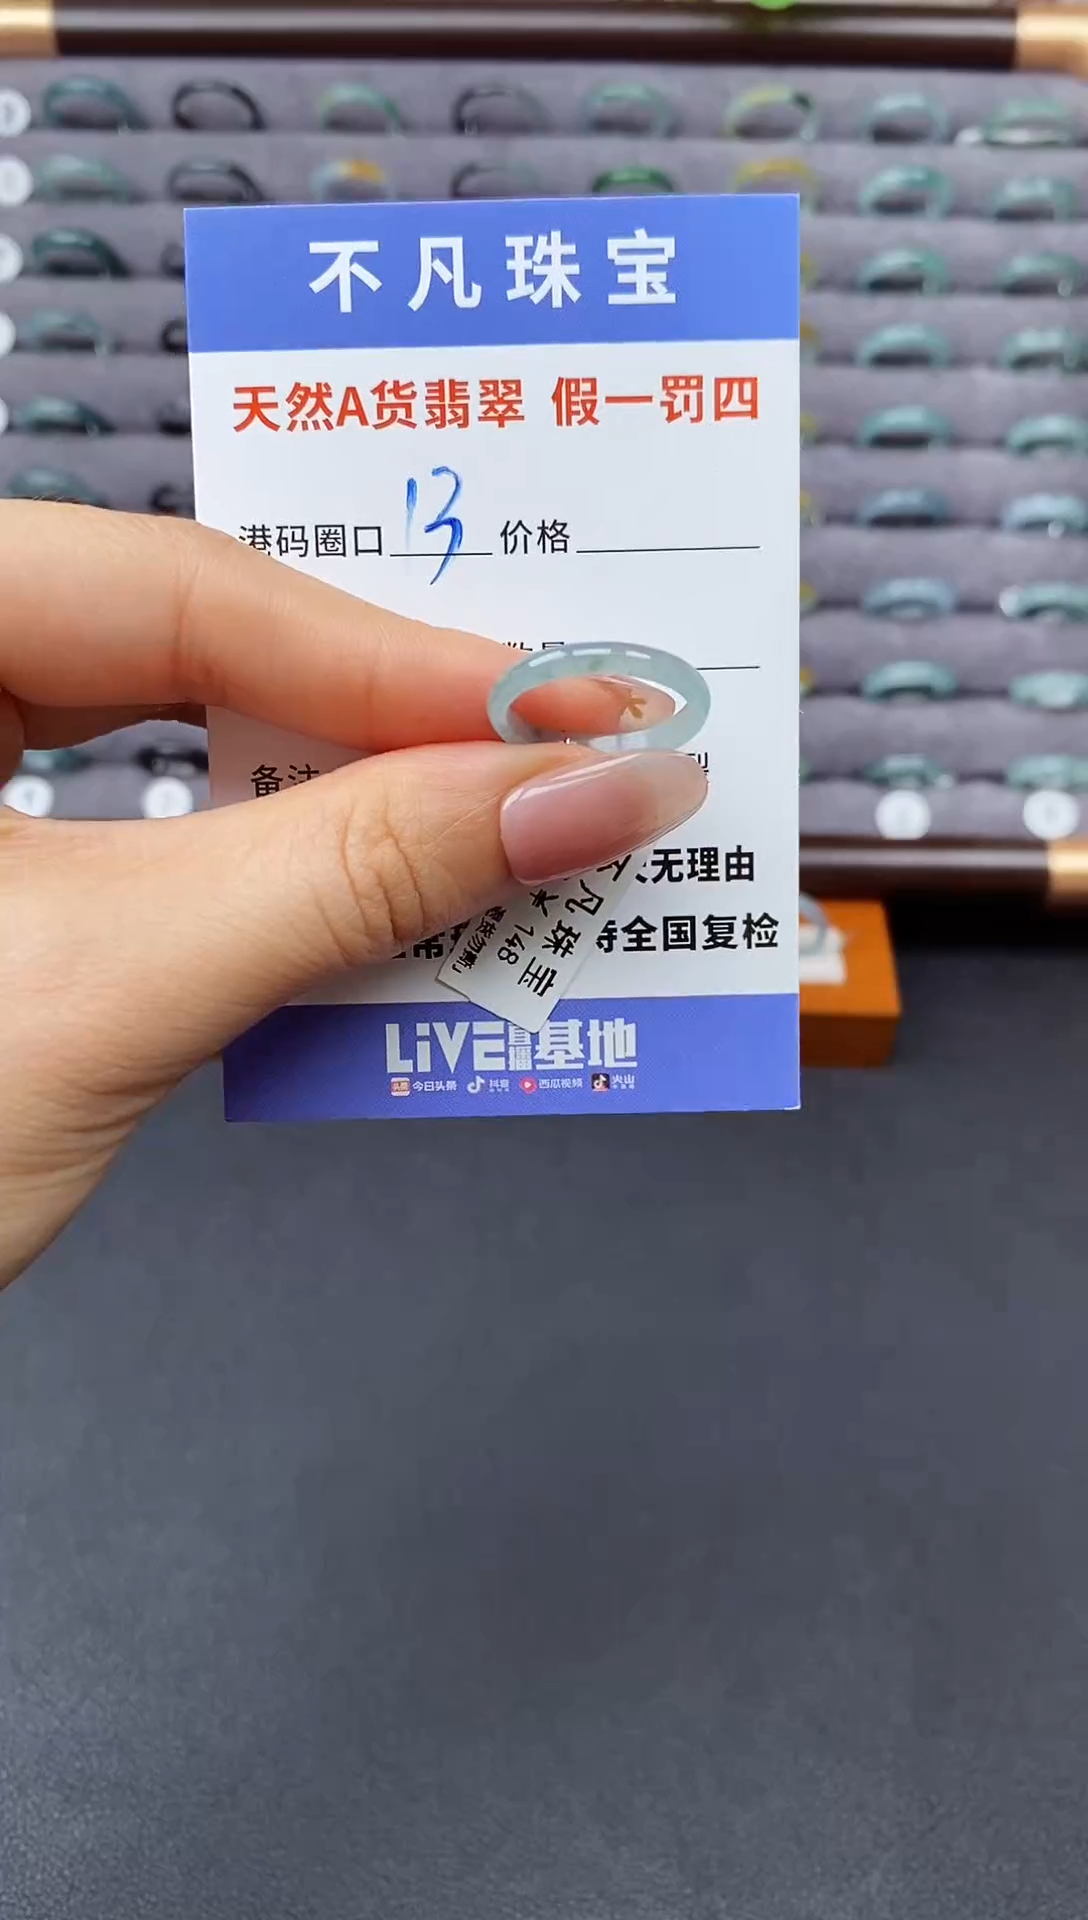 不凡珠宝
天然A货翡翠 假一罚四
港码圈口 13 价格
备注
无理由
全国复检
凡珠宝
148
LiVE直播基地
今日头条 抖音 西瓜视频 火山